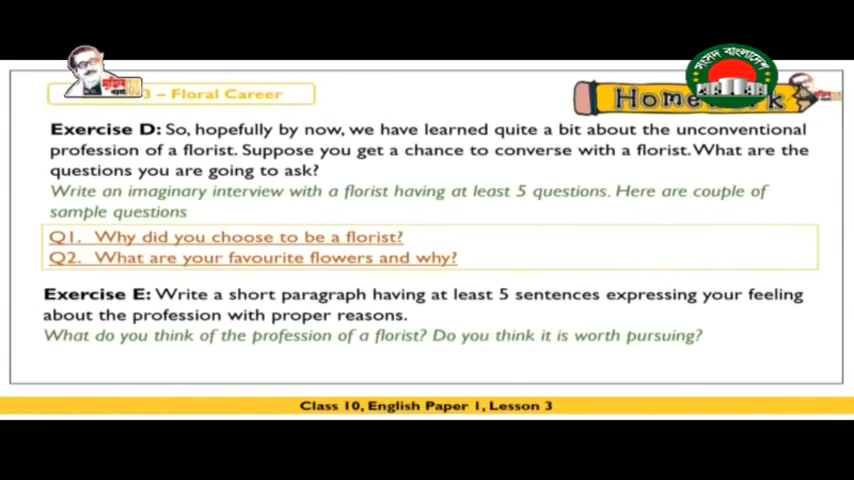 সংসদ বাংলাদেশ
3 – Floral Career
Exercise D: So, hopefully by now, we have learned quite a bit about the unconventional
profession of a florist. Suppose you get a chance to converse with a florist. What are the
questions you are going to ask?
Write an imaginary interview with a florist having at least 5 questions. Here are couple of
sample questions
Q1. Why did you choose to be a florist?
Q2. What are your favourite flowers and why?
Exercise E: Write a short paragraph having at least 5 sentences expressing your feeling
about the profession with proper reasons.
What do you think of the profession of a florist? Do you think it is worth pursuing?
Class 10, English Paper 1, Lesson 3